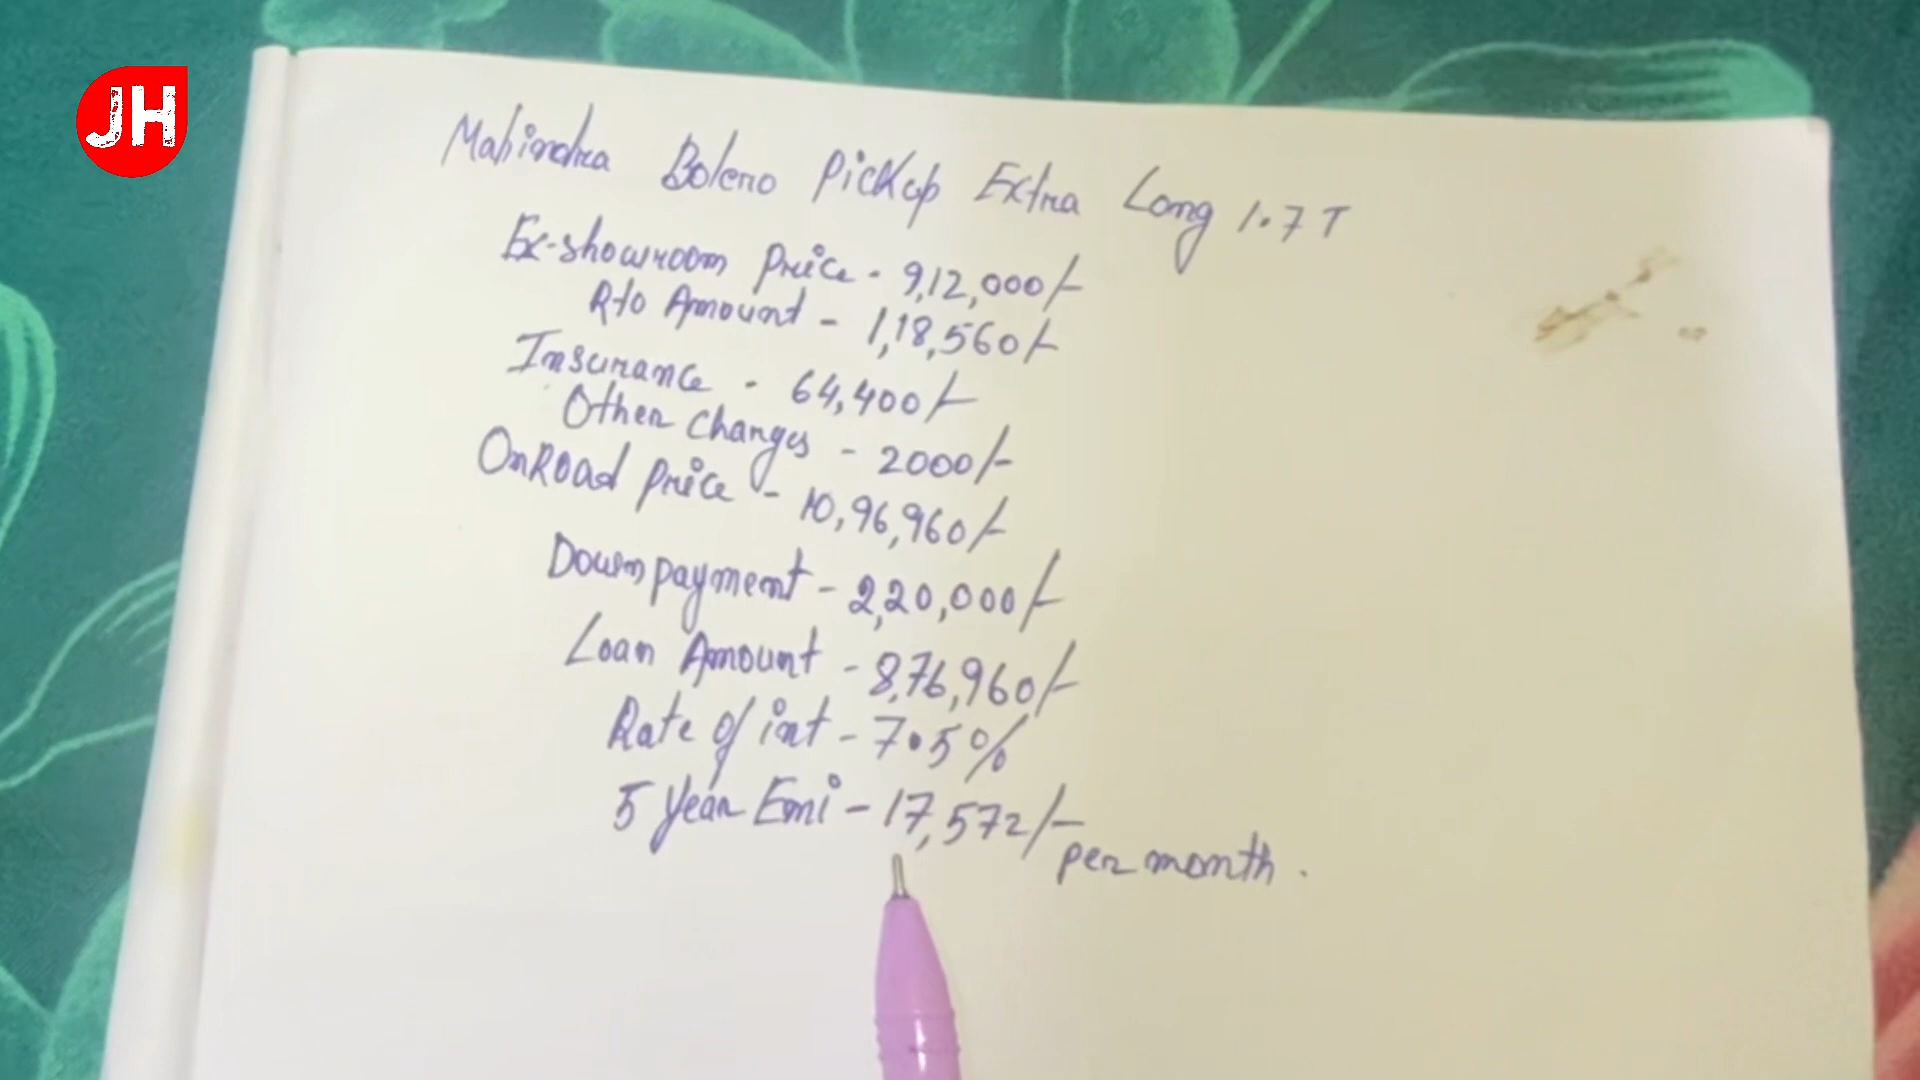 JH
Mahindra Bolero Pickup Extra Long 1.7 T
Ex-showroom Price - 9,12,000/-
Rto Amount - 1,18,560/-
Insurance - 64,400/-
Other Charges - 2000/-
OnRoad Price - 10,96,960/-
Downpayment - 2,20,000/-
Loan Amount - 8,76,960/-
Rate of int - 7.5%
5 Year Emi - 17,572/- per month.